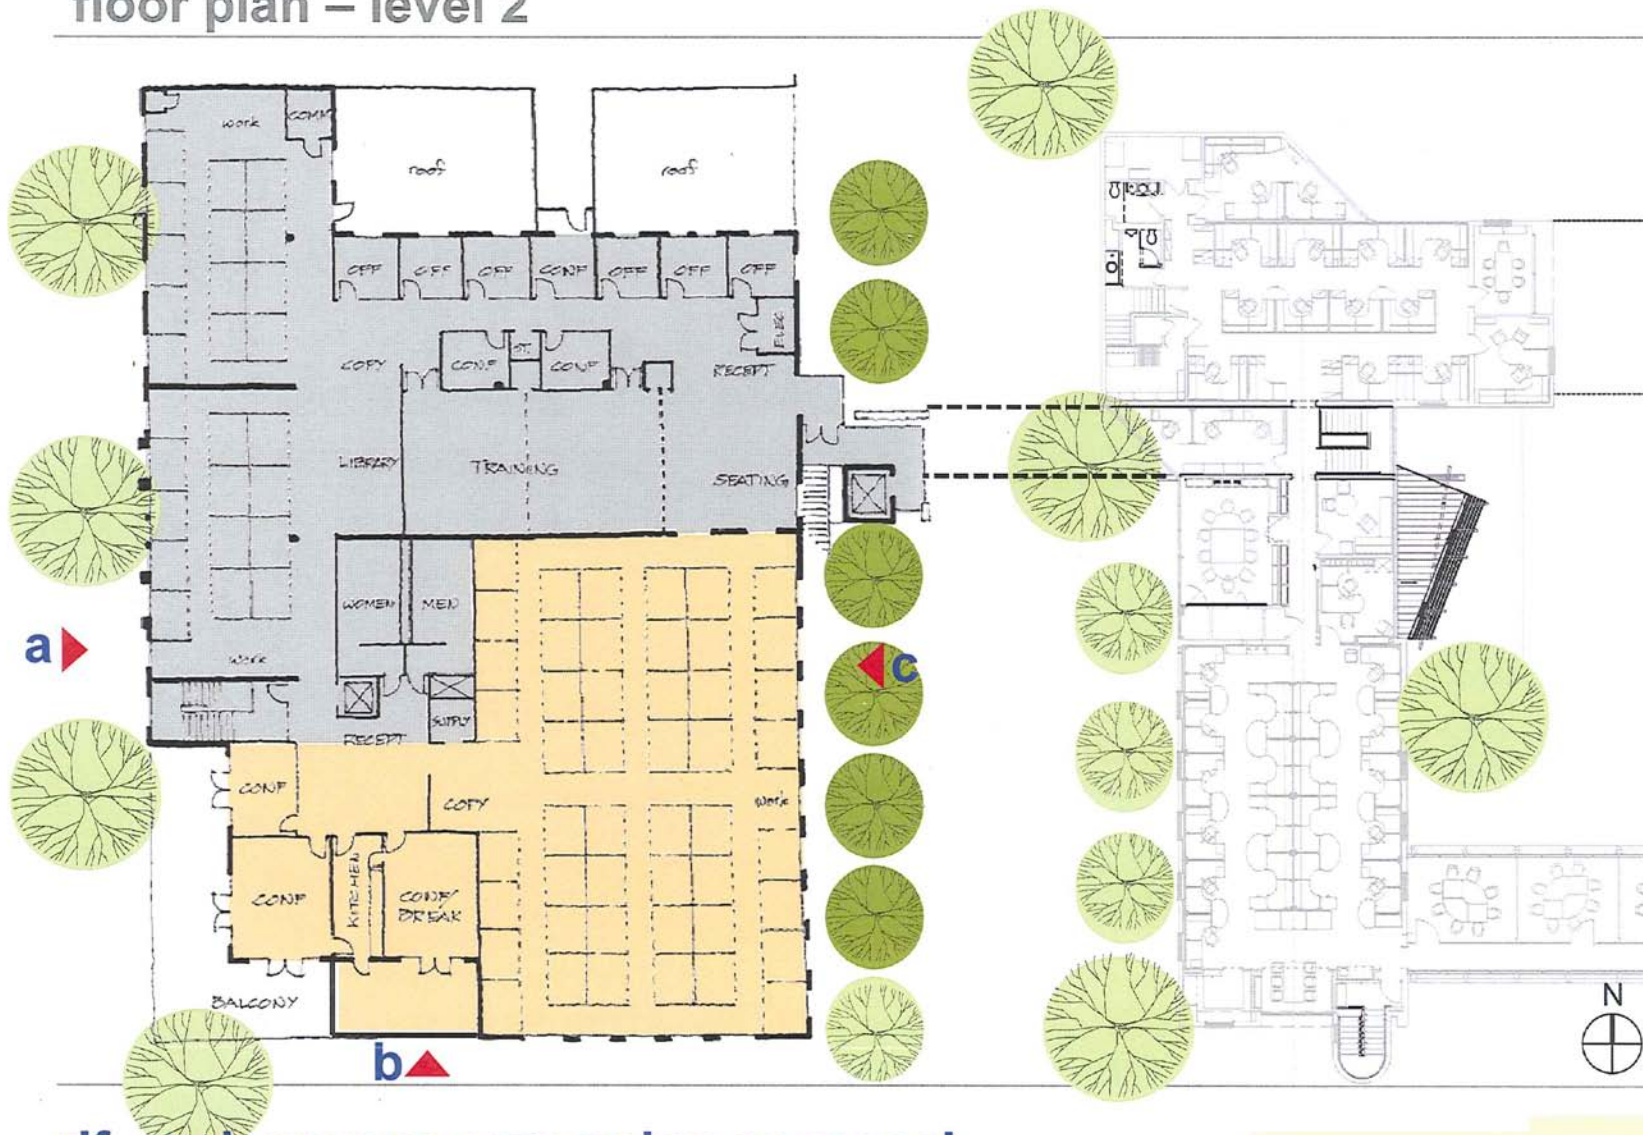 floor plan – level 2
work
COMM
roof
roof
OFF
OFF
OFF
CONF
OFF
OFF
OFF
ELEC
COPY
CONF
ST.
CONF
RECEPT
LIBRARY
TRAINING
SEATING
WOMEN
MEN
a
work
c
SUPPLY
RECEPT
CONF
COPY
work
CONF
KITCHEN
CONF/
BREAK
BALCONY
N
b